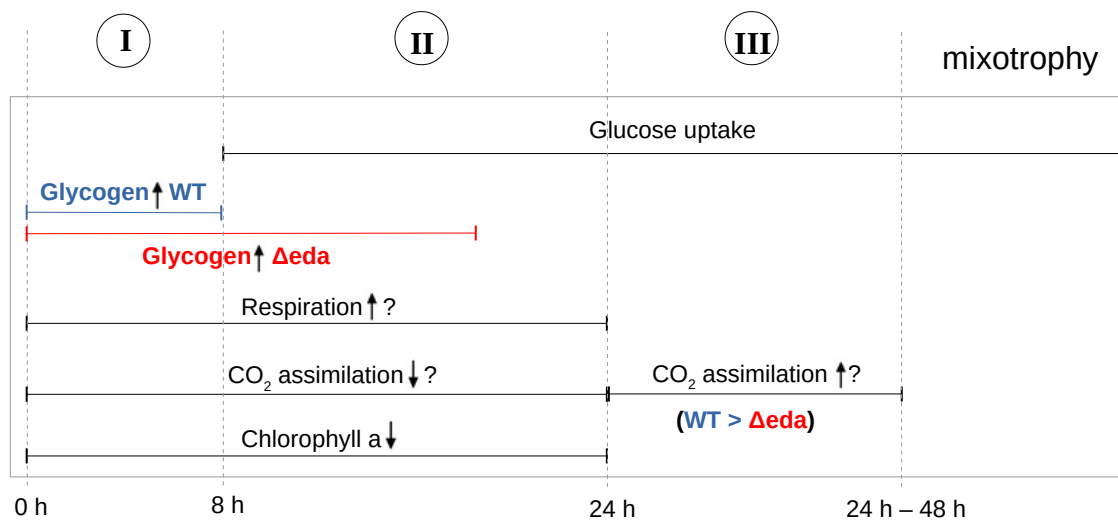 I
II
III
mixotrophy
Glucose uptake
Glycogen↑ WT
Glycogen↑ Δeda
Respiration↑?
CO₂ assimilation↓?
CO₂ assimilation ↑?
(WT > Δeda)
Chlorophyll a↓
0 h
8 h
24 h
24 h – 48 h